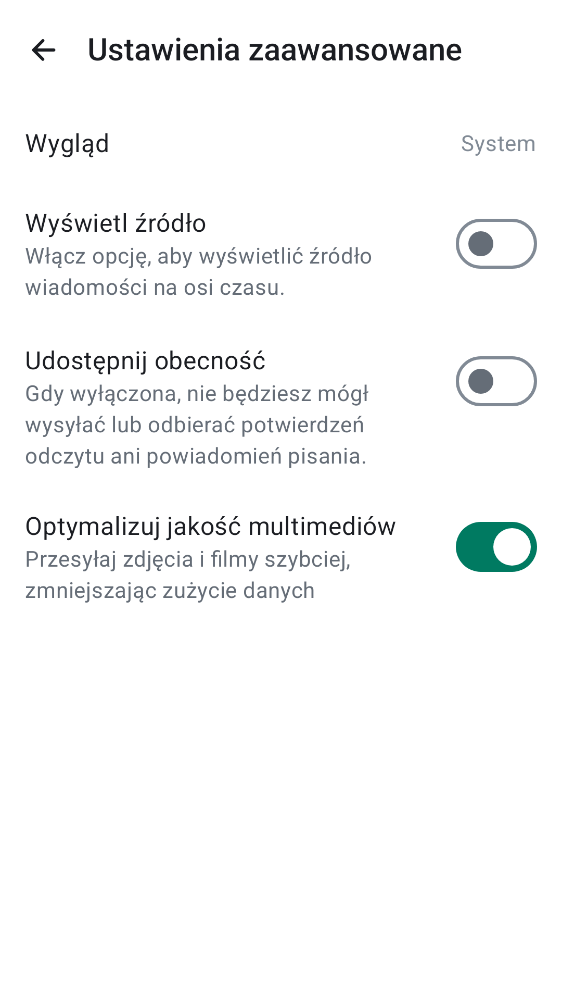 Ustawienia zaawansowane
Wygląd
System
Wyświetl źródło
Włącz opcję, aby wyświetlić źródło
wiadomości na osi czasu.
Udostępnij obecność
Gdy wyłączona, nie będziesz mógł
wysyłać lub odbierać potwierdzeń
odczytu ani powiadomień pisania.
Optymalizuj jakość multimediów
Przesyłaj zdjęcia i filmy szybciej,
zmniejszając zużycie danych